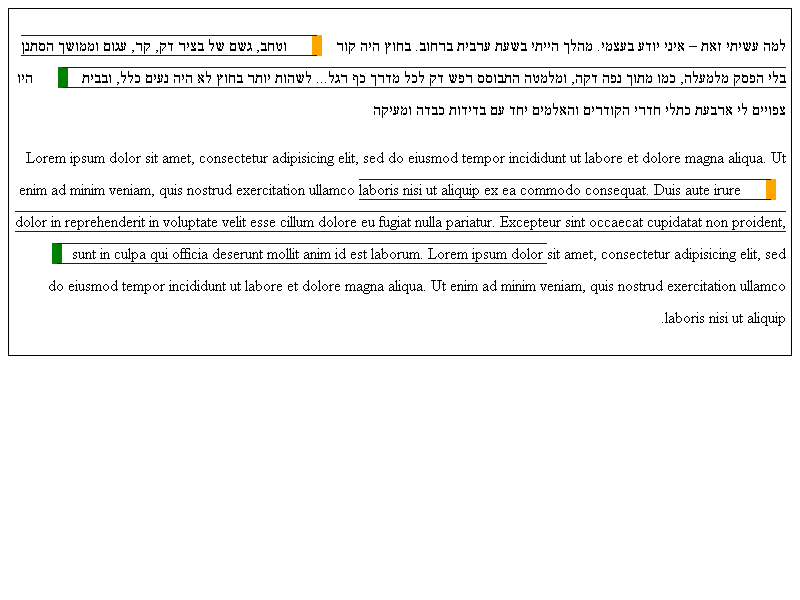 למה עשיתי זאת – איני יודע בעצמי. מהלך הייתי בשעת ערבית ברחוב. בחוץ היה קור וטחב, גשם של בציר דק, קר, עגום וממושך הסתנן
בלי הפסק מלמעלה, כמו מתוך נפה דקה, ומלמטה התבוסס רפש דק לכל מדרך כף רגל... לשהות יותר בחוץ לא היה נעים כלל, ובבית היו
צפויים לי ארבעת כתלי חדרי הקודרים והאלמים יחד עם בדידות כבדה ומעיקה
Lorem ipsum dolor sit amet, consectetur adipisicing elit, sed do eiusmod tempor incididunt ut labore et dolore magna aliqua. Ut
enim ad minim veniam, quis nostrud exercitation ullamco laboris nisi ut aliquip ex ea commodo consequat. Duis aute irure
dolor in reprehenderit in voluptate velit esse cillum dolore eu fugiat nulla pariatur. Excepteur sint occaecat cupidatat non proident,
sunt in culpa qui officia deserunt mollit anim id est laborum. Lorem ipsum dolor sit amet, consectetur adipisicing elit, sed
do eiusmod tempor incididunt ut labore et dolore magna aliqua. Ut enim ad minim veniam, quis nostrud exercitation ullamco
laboris nisi ut aliquip.